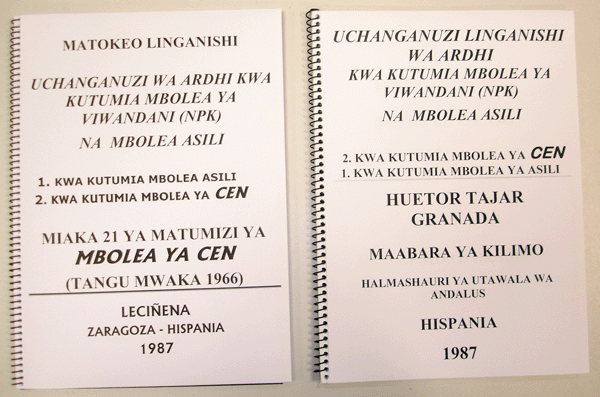 MATOKEO LINGANISHI
UCHANGANUZI WA ARDHI KWA
KUTUMIA MBOLEA YA
VIWANDANI (NPK)
NA MBOLEA ASILI
1. KWA KUTUMIA MBOLEA ASILI
2. KWA KUTUMIA MBOLEA YA CEN
MIAKA 21 YA MATUMIZI YA
MBOLEA YA CEN
(TANGU MWAKA 1966)
LECIÑENA
ZARAGOZA - HISPANIA
1987
UCHANGANUZI LINGANISHI
WA ARDHI
KWA KUTUMIA MBOLEA YA
VIWANDANI (NPK)
NA MBOLEA ASILI
2. KWA KUTUMIA MBOLEA YA CEN
1. KWA KUTUMIA MBOLEA YA ASILI
HUETOR TAJAR
GRANADA
MAABARA YA KILIMO
HALMASHAURI YA UTAWALA WA
ANDALUS
HISPANIA
1987